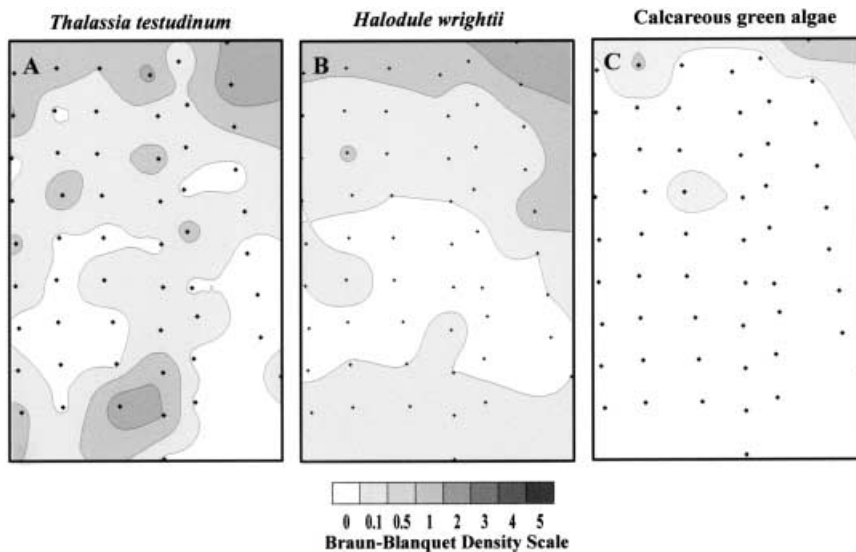 Thalassia testudinum
Halodule wrightii
Calcareous green algae
A
B
C
0 0.1 0.5 1 2 3 4 5
Braun-Blanquet Density Scale